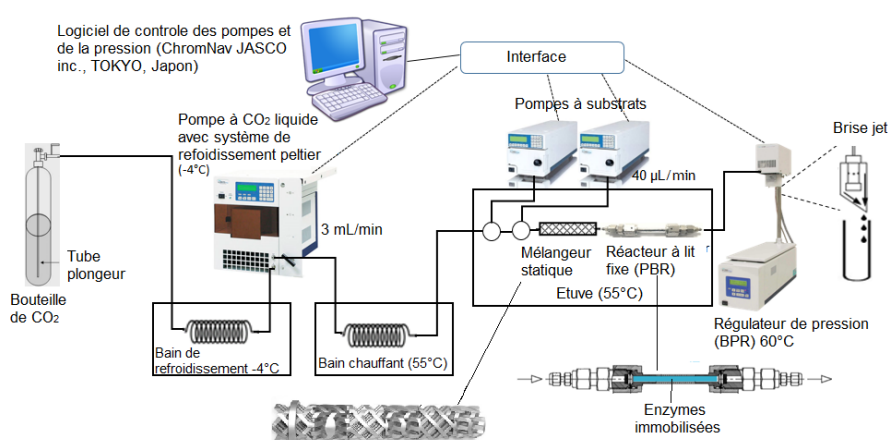 Logiciel de controle des pompes et
de la pression (ChromNav JASCO
inc., TOKYO, Japon)
Interface
Pompes à substrats
Brise jet
Pompe à CO2 liquide
avec système de
refoidissement peltier
(-4°C)
40 µL/min
3 mL/min
Tube
plongeur
Bouteille
de CO2
Mélangeur
statique
Réacteur à lit
fixe (PBR)
Etuve (55°C)
Régulateur de pression
(BPR) 60°C
Bain de
refroidissement -4°C
Bain chauffant (55°C)
Enzymes
immobilisées